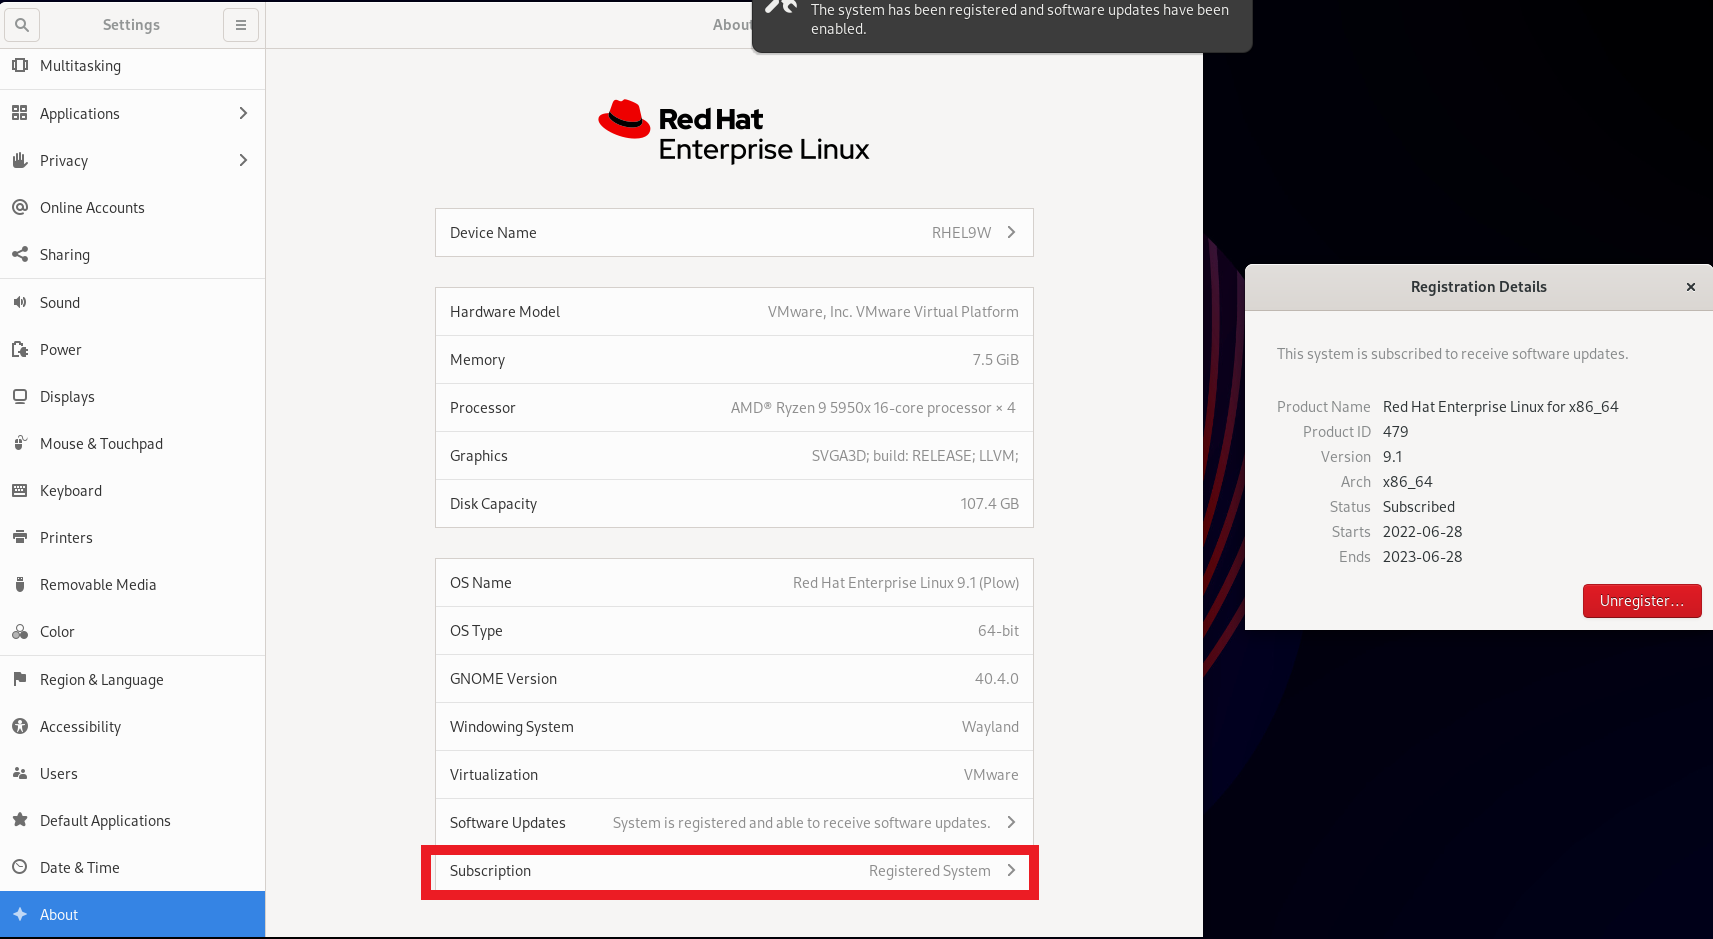 Settings
Multitasking
Applications
Privacy
Online Accounts
Sharing
Sound
Power
Displays
Mouse & Touchpad
Keyboard
Printers
Removable Media
Color
Region & Language
Accessibility
Users
Default Applications
Date & Time
About
About
The system has been registered and software updates have been
enabled.
Red Hat
Enterprise Linux
Device Name RHEL9W
Hardware Model VMware, Inc. VMware Virtual Platform
Memory 7.5 GiB
Processor AMD® Ryzen 9 5950x 16-core processor × 4
Graphics SVGA3D; build: RELEASE; LLVM;
Disk Capacity 107.4 GB
OS Name Red Hat Enterprise Linux 9.1 (Plow)
OS Type 64-bit
GNOME Version 40.4.0
Windowing System Wayland
Virtualization VMware
Software Updates System is registered and able to receive software updates.
Subscription Registered System
Registration Details
This system is subscribed to receive software updates.
Product Name Red Hat Enterprise Linux for x86_64
Product ID 479
Version 9.1
Arch x86_64
Status Subscribed
Starts 2022-06-28
Ends 2023-06-28
Unregister...